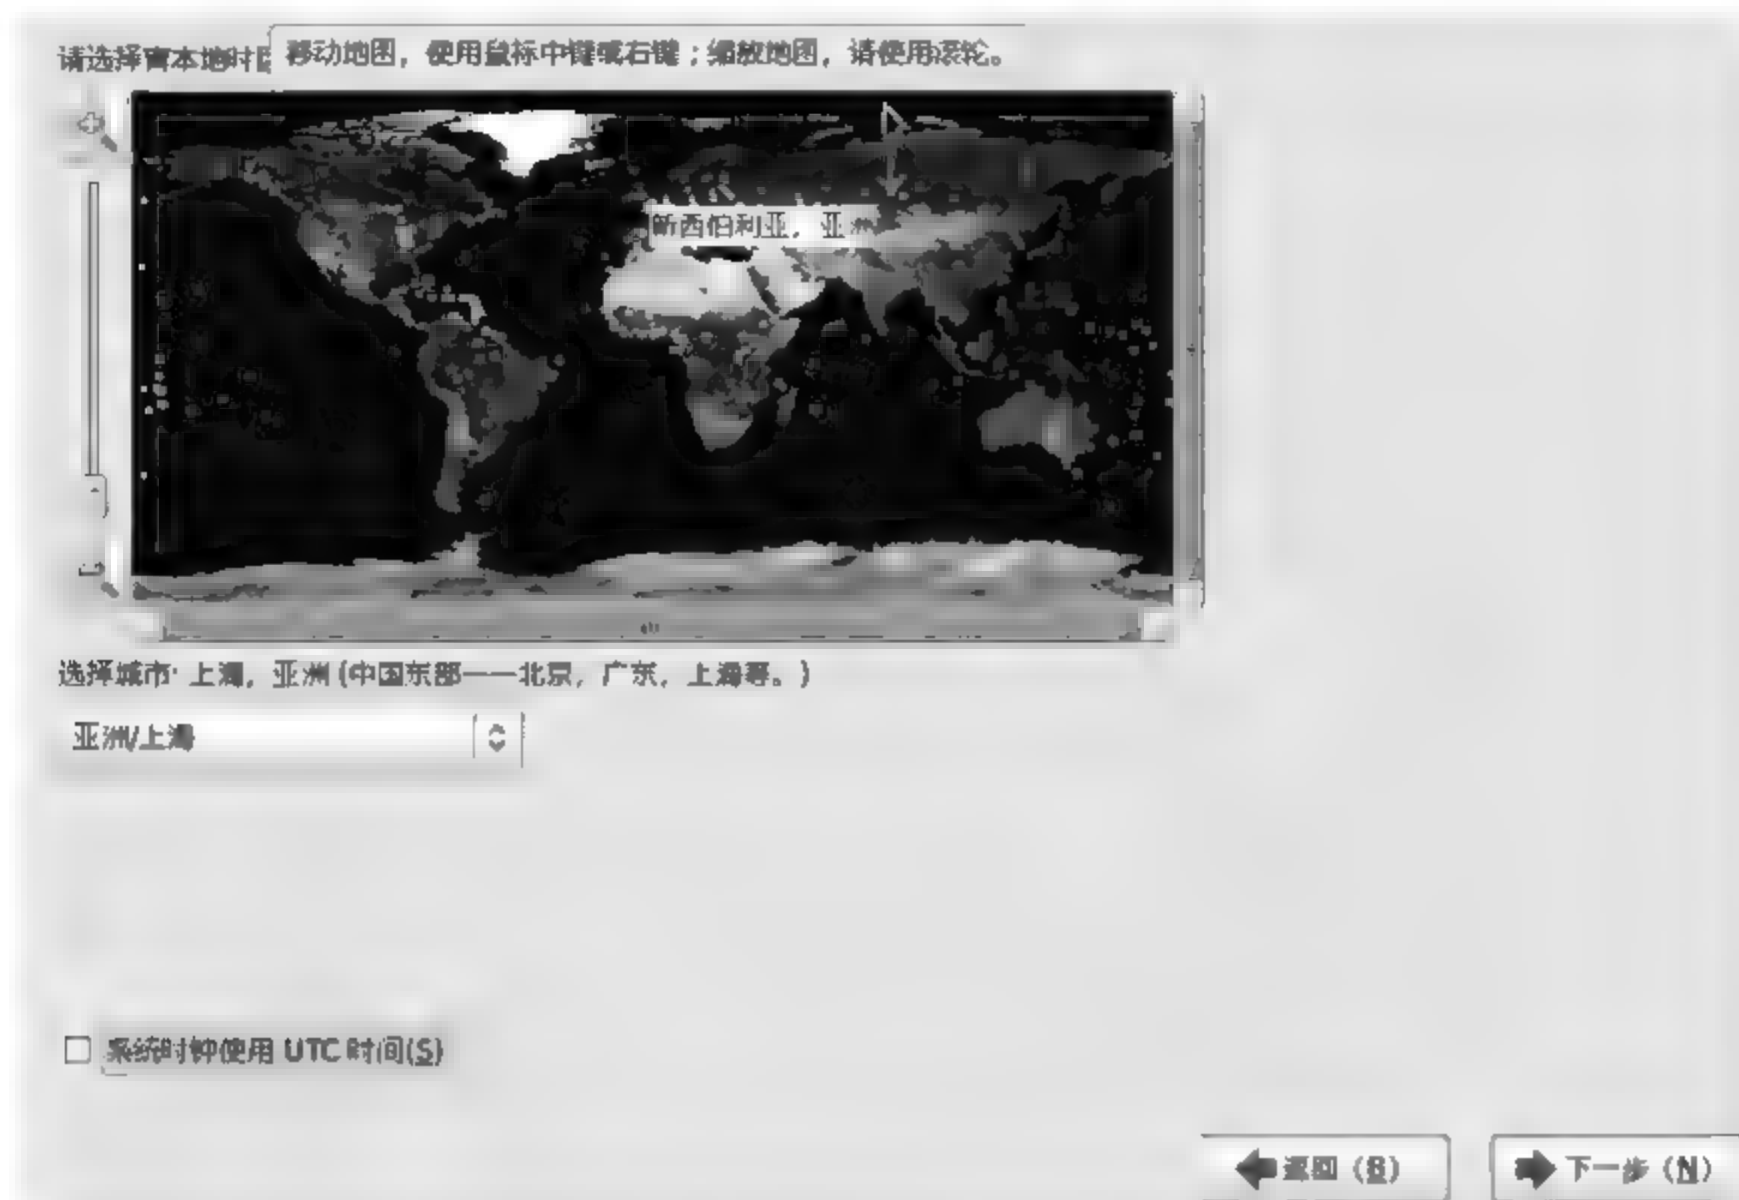 请选择离本地时
移动地图，使用鼠标中键或右键；缩放地图，请使用滚轮。
新西伯利亚，亚洲
上海
选择城市: 上海，亚洲 (中国东部——北京，广东，上海等。)
亚洲/上海
系统时钟使用 UTC 时间(S)
返回 (B)
下一步 (N)